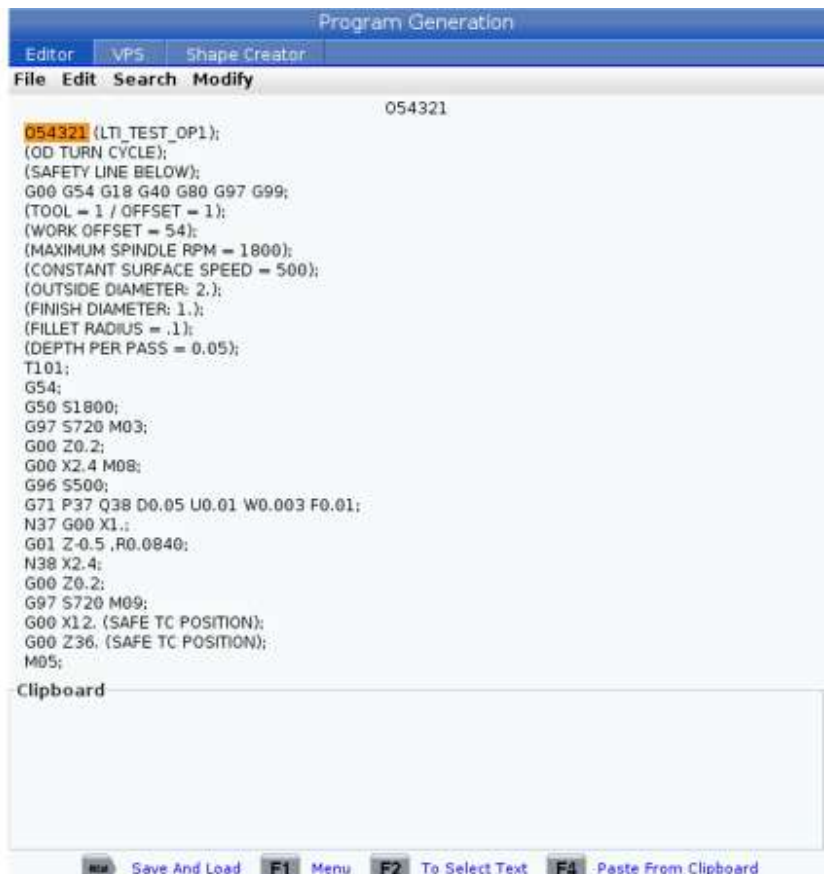 Program Generation
Editor VPS Shape Creator
File Edit Search Modify
O54321
O54321 (LTI_TEST_OP1);
(OD TURN CYCLE);
(SAFETY LINE BELOW);
G00 G54 G18 G40 G80 G97 G99;
(TOOL = 1 / OFFSET = 1);
(WORK OFFSET = 54);
(MAXIMUM SPINDLE RPM = 1800);
(CONSTANT SURFACE SPEED = 500);
(OUTSIDE DIAMETER: 2.);
(FINISH DIAMETER: 1.);
(FILLET RADIUS = .1);
(DEPTH PER PASS = 0.05);
T101;
G54;
G50 S1800;
G97 S720 M03;
G00 Z0.2;
G00 X2.4 M08;
G96 S500;
G71 P37 Q38 D0.05 U0.01 W0.003 F0.01;
N37 G00 X1.;
G01 Z-0.5 ,R0.0840;
N38 X2.4;
G00 Z0.2;
G97 S720 M09;
G00 X12. (SAFE TC POSITION);
G00 Z36. (SAFE TC POSITION);
M05;
Clipboard
Save And Load F1 Menu F2 To Select Text F4 Paste From Clipboard